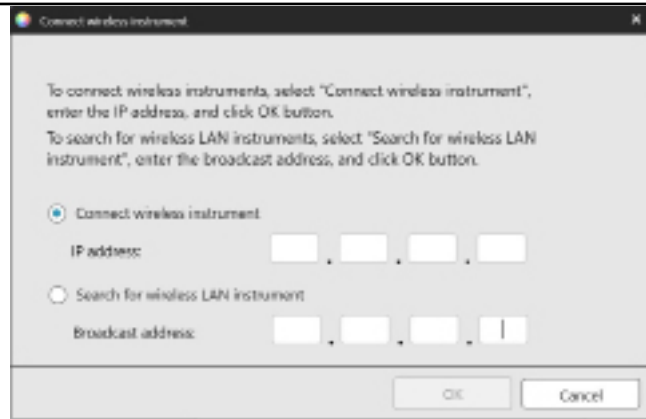 Connect wireless instrument
To connect wireless instruments, select "Connect wireless instrument",
enter the IP address, and click OK button.
To search for wireless LAN instruments, select "Search for wireless LAN
instrument", enter the broadcast address, and click OK button.
Connect wireless instrument
IP address:
. . .
Search for wireless LAN instrument
Broadcast address:
. . .
OK Cancel